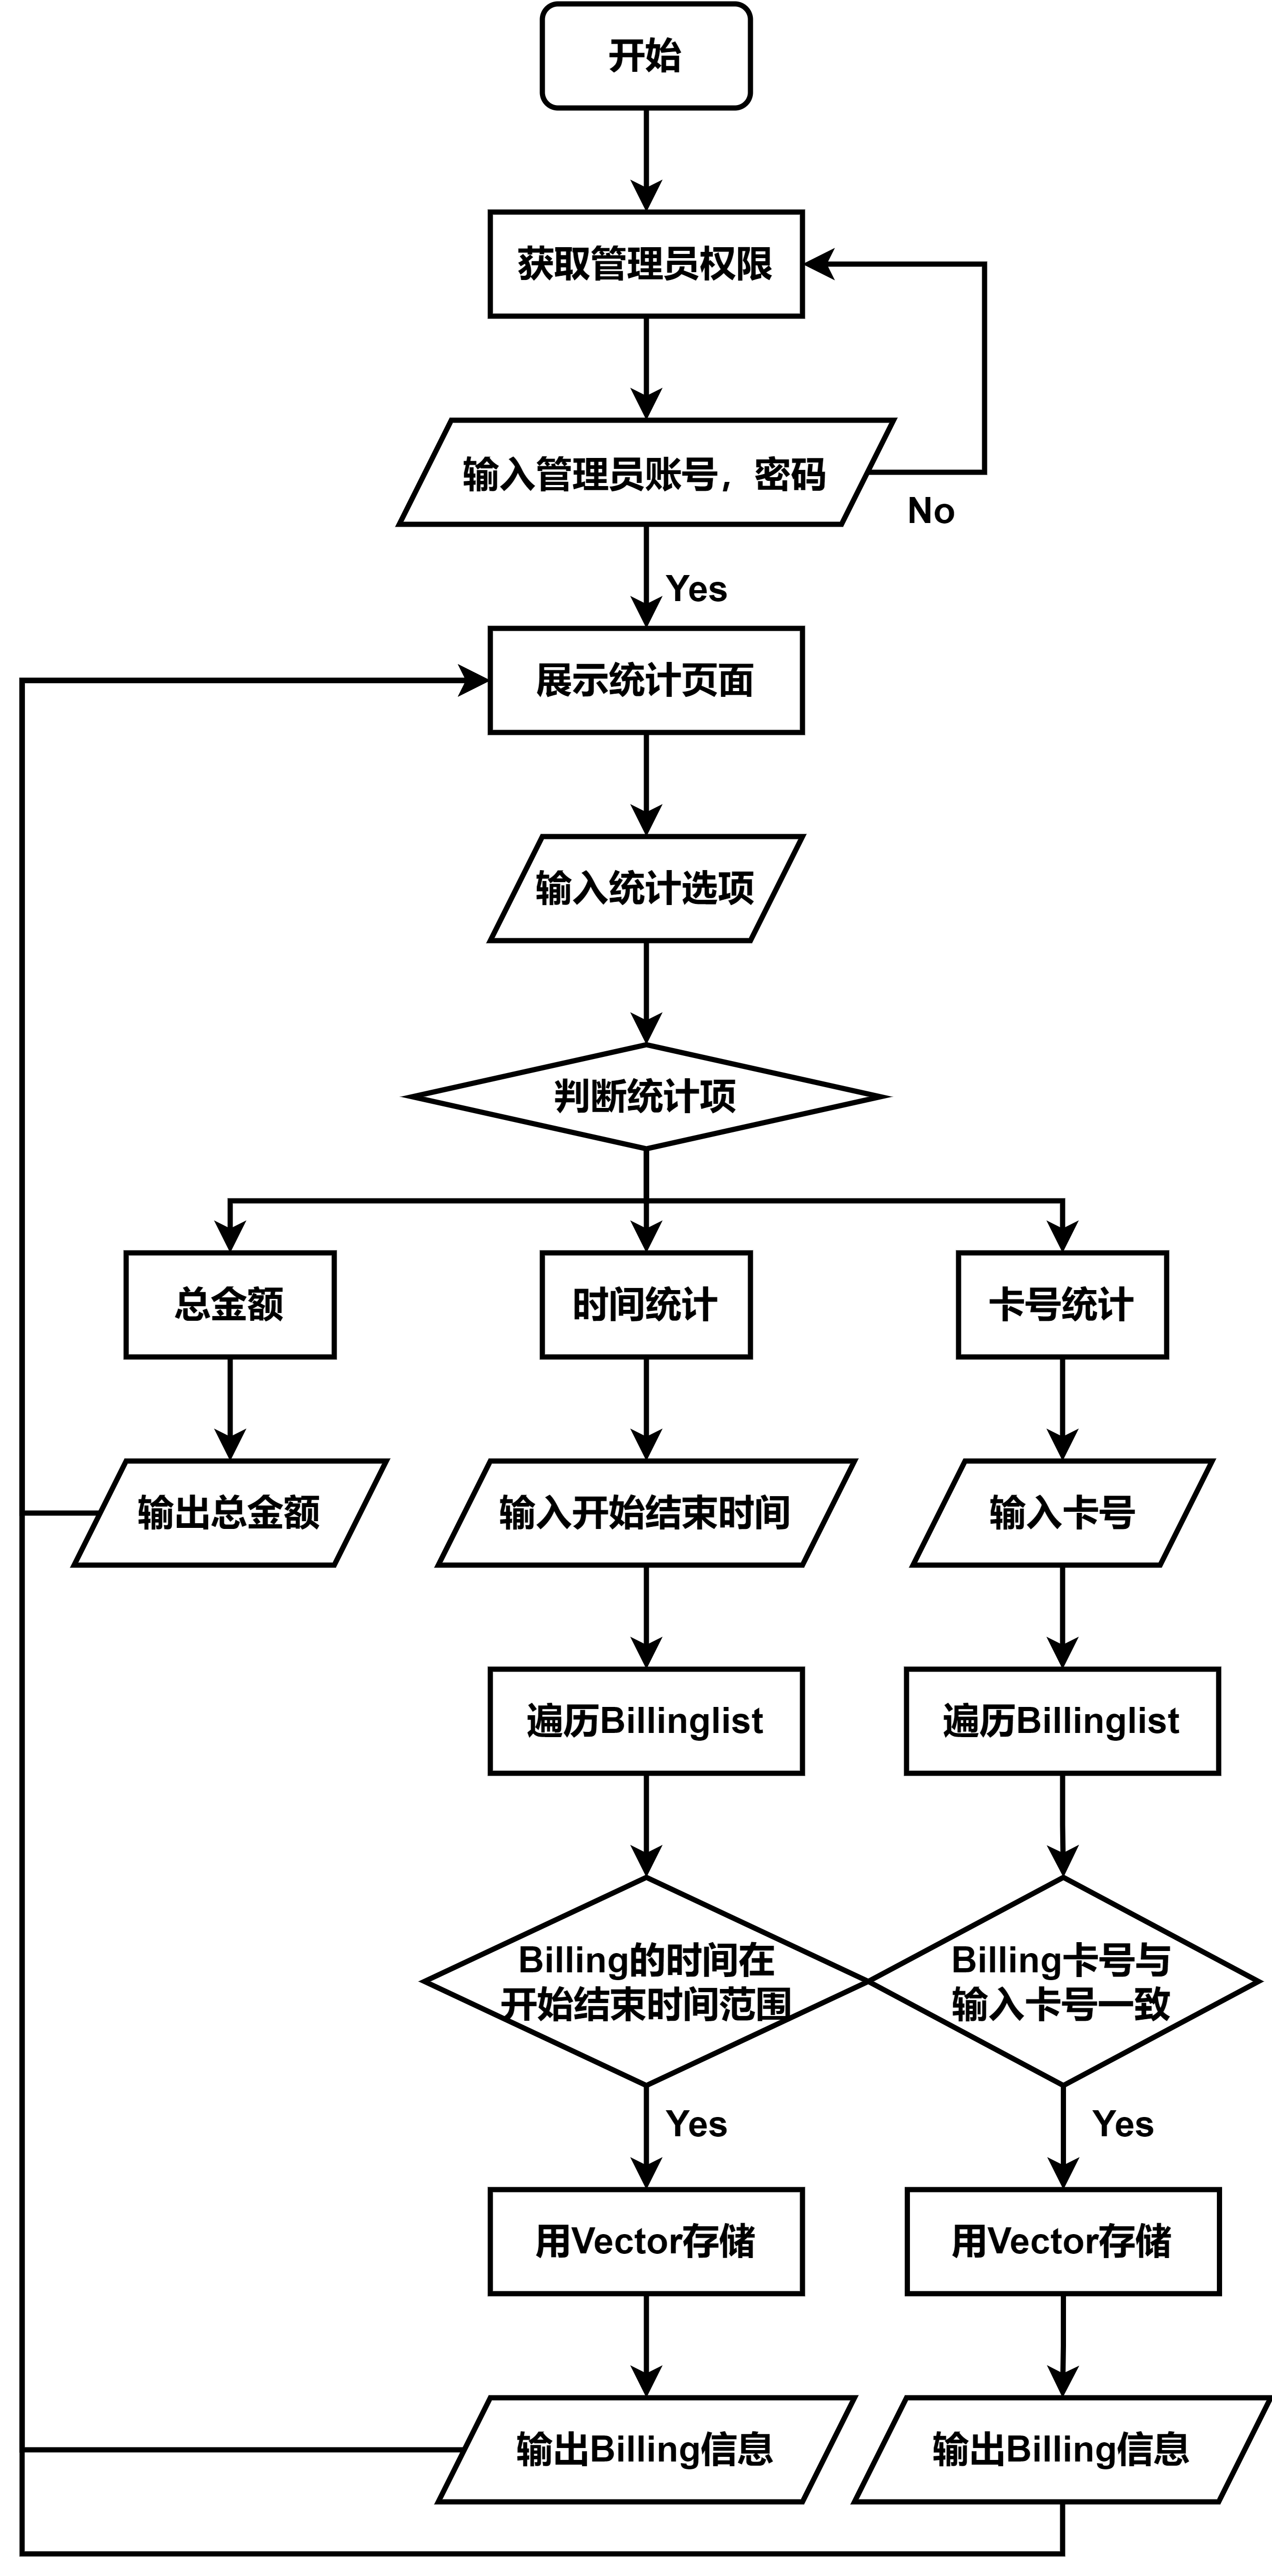 开始
获取管理员权限
输入管理员账号，密码
No
Yes
展示统计页面
输入统计选项
判断统计项
总金额
时间统计
卡号统计
输出总金额
输入开始结束时间
输入卡号
遍历Billinglist
遍历Billinglist
Billing的时间在
开始结束时间范围
Billing卡号与
输入卡号一致
Yes
Yes
用Vector存储
用Vector存储
输出Billing信息
输出Billing信息